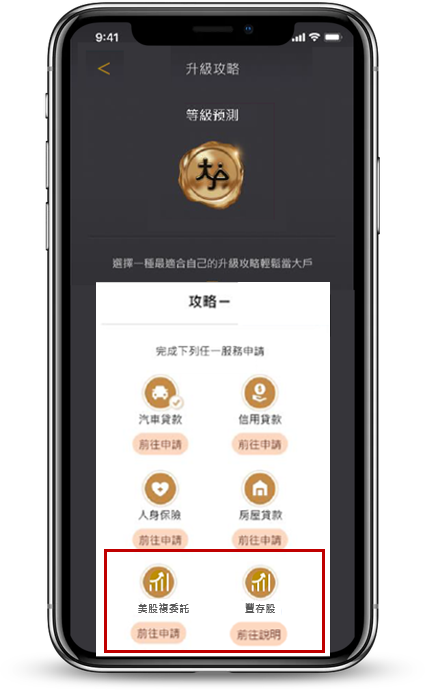 9:41
升級攻略
等級預測
大戶
選擇一種最適合自己的升級攻略輕鬆當大戶
攻略一
完成下列任一服務申請
汽車貸款 信用貸款
前往申請 前往申請
人身保險 房屋貸款
前往申請 前往申請
美股複委託 豐存股
前往申請 前往說明